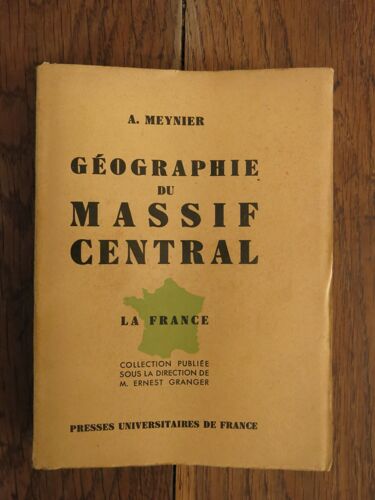 A. MEYNIER
GÉOGRAPHIE
DU
MASSIF
CENTRAL
LA FRANCE
COLLECTION PUBLIÉE
SOUS LA DIRECTION DE
M. ERNEST GRANGER
PRESSES UNIVERSITAIRES DE FRANCE